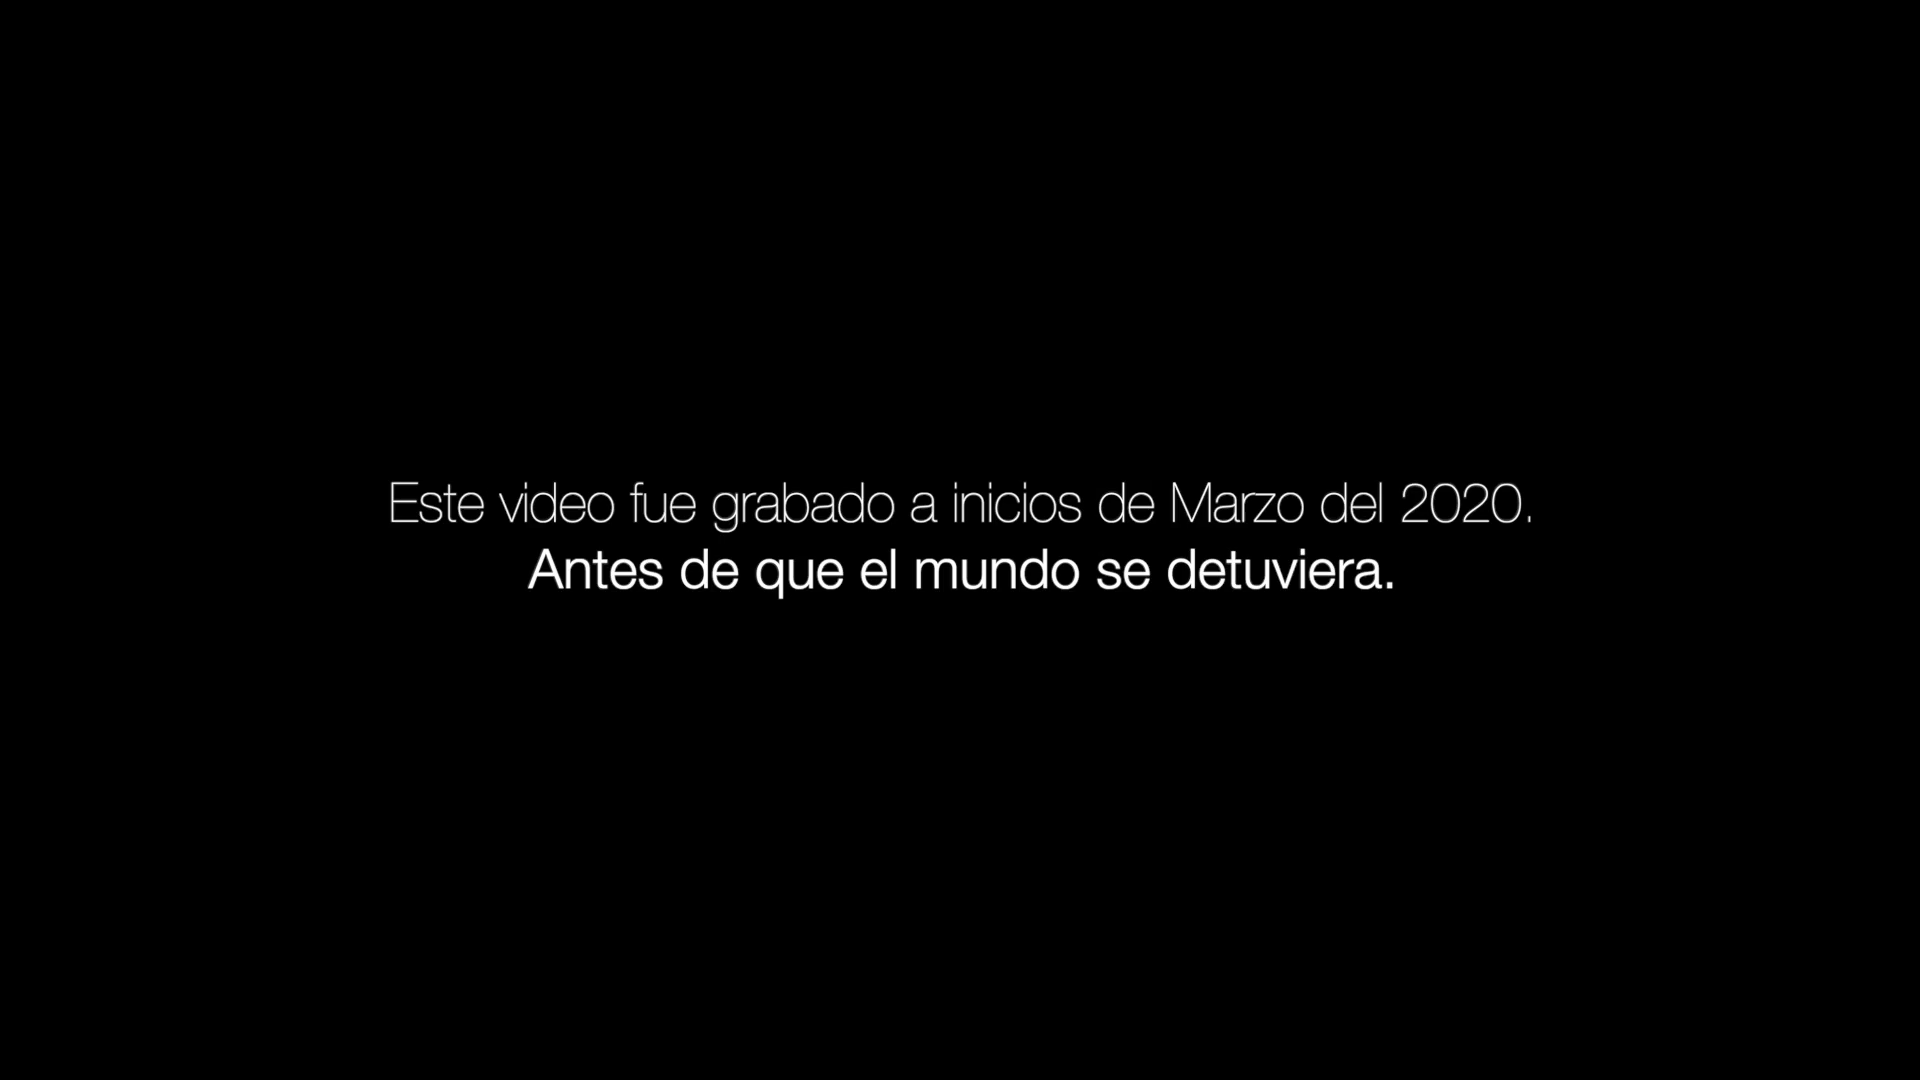 Este video fue grabado a inicios de Marzo del 2020.
Antes de que el mundo se detuviera.